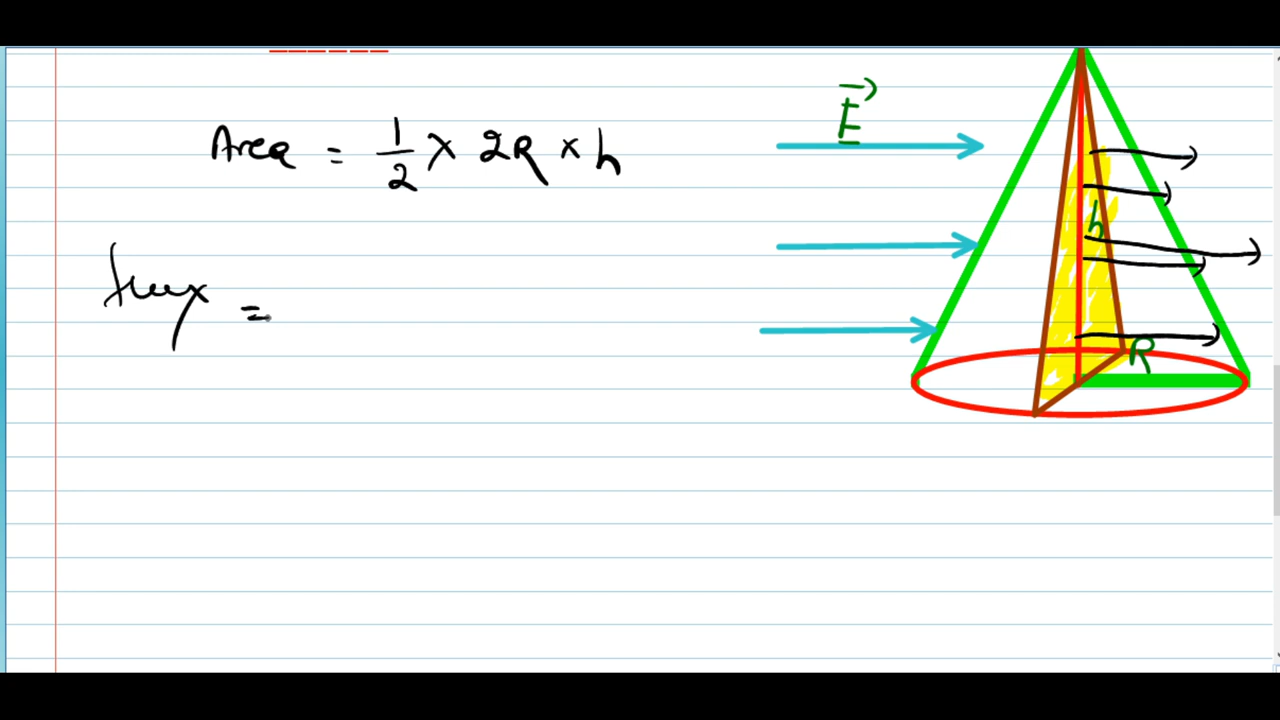 Area = 1/2 × 2R × h
flux =
E⃗
h
R